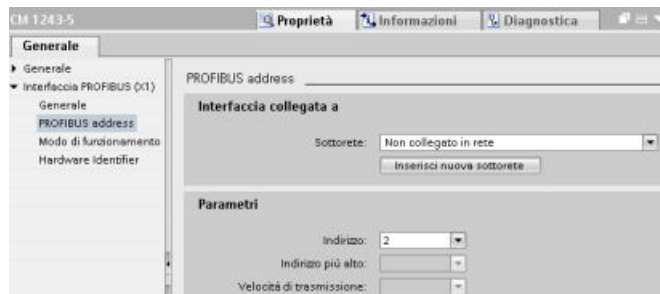 CM 1243-5
Proprietà
Informazioni
Diagnostica
Generale
Generale
Interfaccia PROFIBUS (X1)
Generale
PROFIBUS address
Modo di funzionamento
Hardware Identifier
PROFIBUS address
Interfaccia collegata a
Sottorete: Non collegato in rete
Inserisci nuova sottorete
Parametri
Indirizzo: 2
Indirizzo più alto:
Velocità di trasmissione: